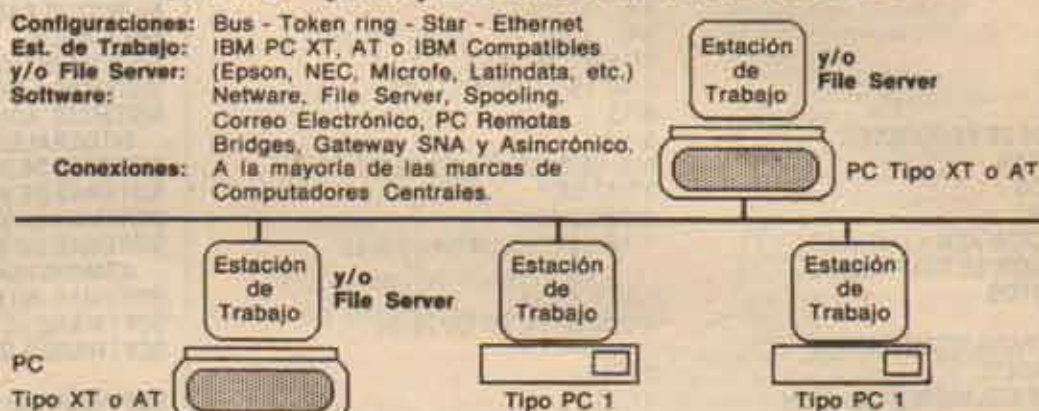 Configuraciones: Bus - Token ring - Star - Ethernet
Est. de Trabajo: IBM PC XT, AT o IBM Compatibles
y/o File Server: (Epson, NEC, Microfe, Latindata, etc.)
Software: Netware, File Server, Spooling.
Correo Electrónico, PC Remotas
Bridges, Gateway SNA y Asincrónico.
Conexiones: A la mayoría de las marcas de
Computadores Centrales.
Estación
de
Trabajo
y/o
File Server
PC Tipo XT o AT
Estación
de
Trabajo
y/o
File Server
PC
Tipo XT o AT
Estación
de
Trabajo
Tipo PC 1
Estación
de
Trabajo
Tipo PC 1